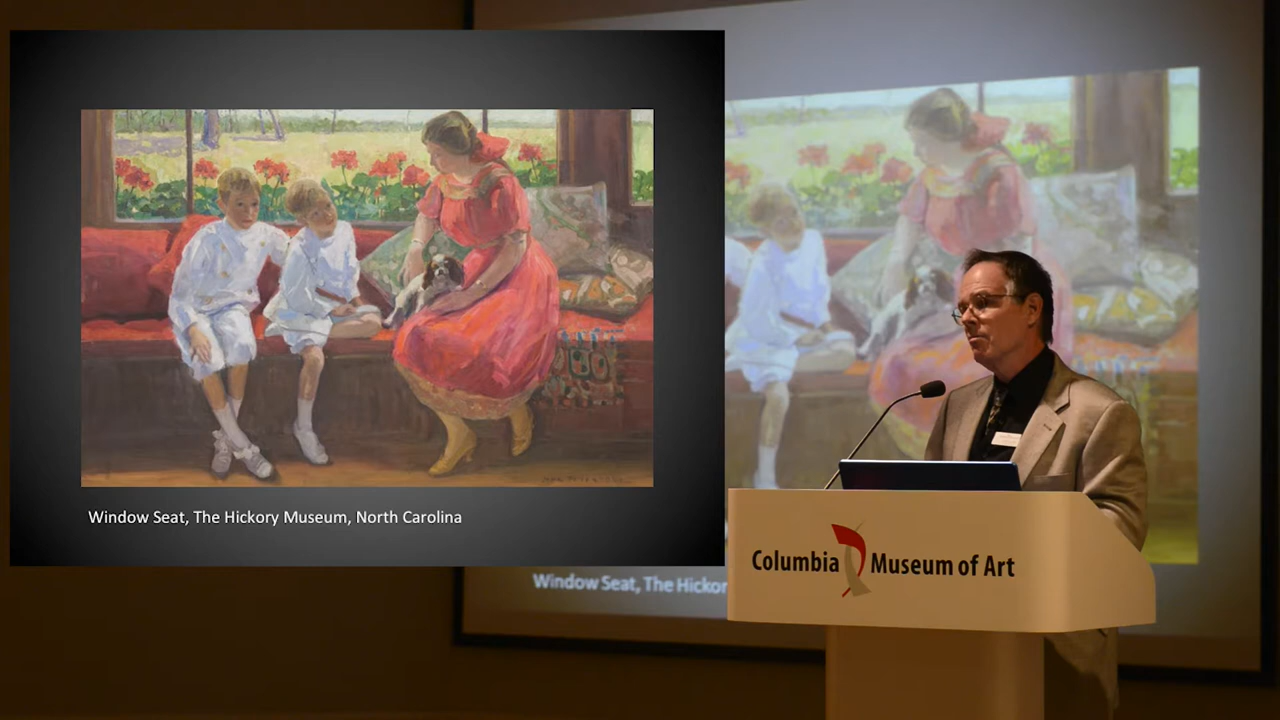 Window Seat, The Hickory Museum, North Carolina
Window Seat, The Hickor
Columbia Museum of Art